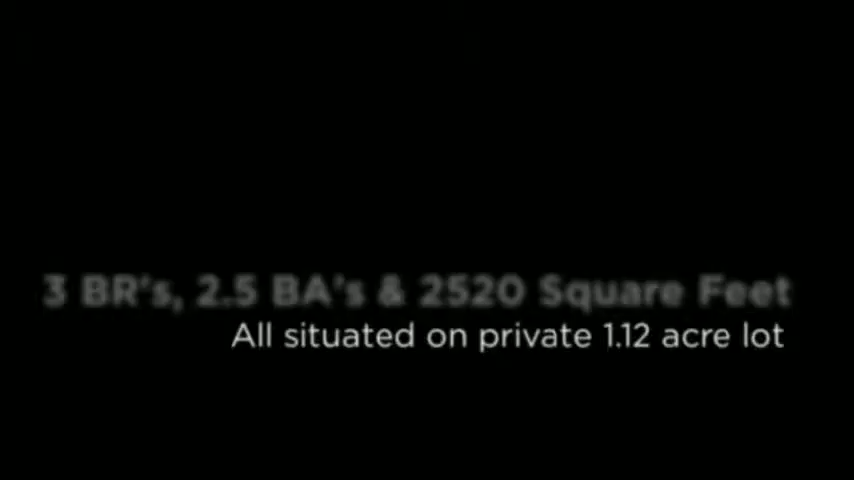 3 BR's, 2.5 BA's & 2520 Square Feet
All situated on private 1.12 acre lot